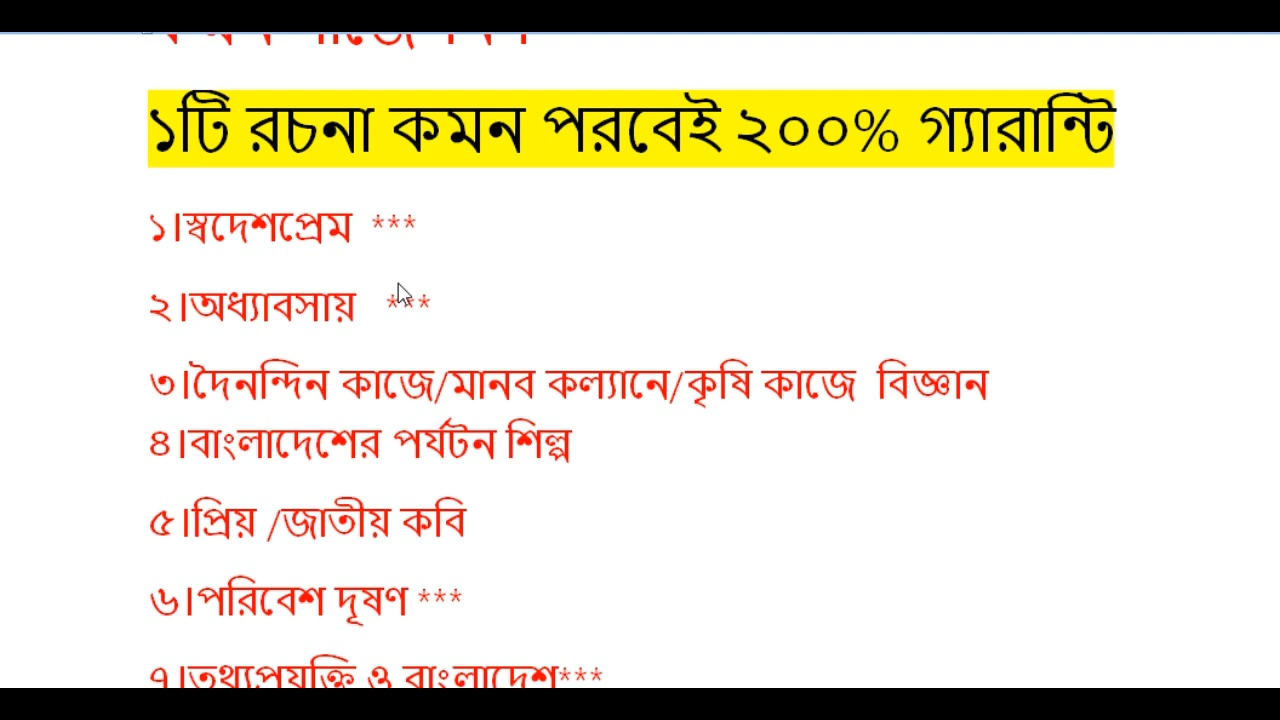 ১টি রচনা কমন পরবেই ২০০% গ্যারান্টি
১।স্বদেশপ্রেম ***
২।অধ্যাবসায় ***
৩।দৈনন্দিন কাজে/মানব কল্যানে/কৃষি কাজে বিজ্ঞান
৪।বাংলাদেশের পর্যটন শিল্প
৫।প্রিয় /জাতীয় কবি
৬।পরিবেশ দূষণ ***
৭।তথ্যপ্রযুক্তি ও বাংলাদেশ***